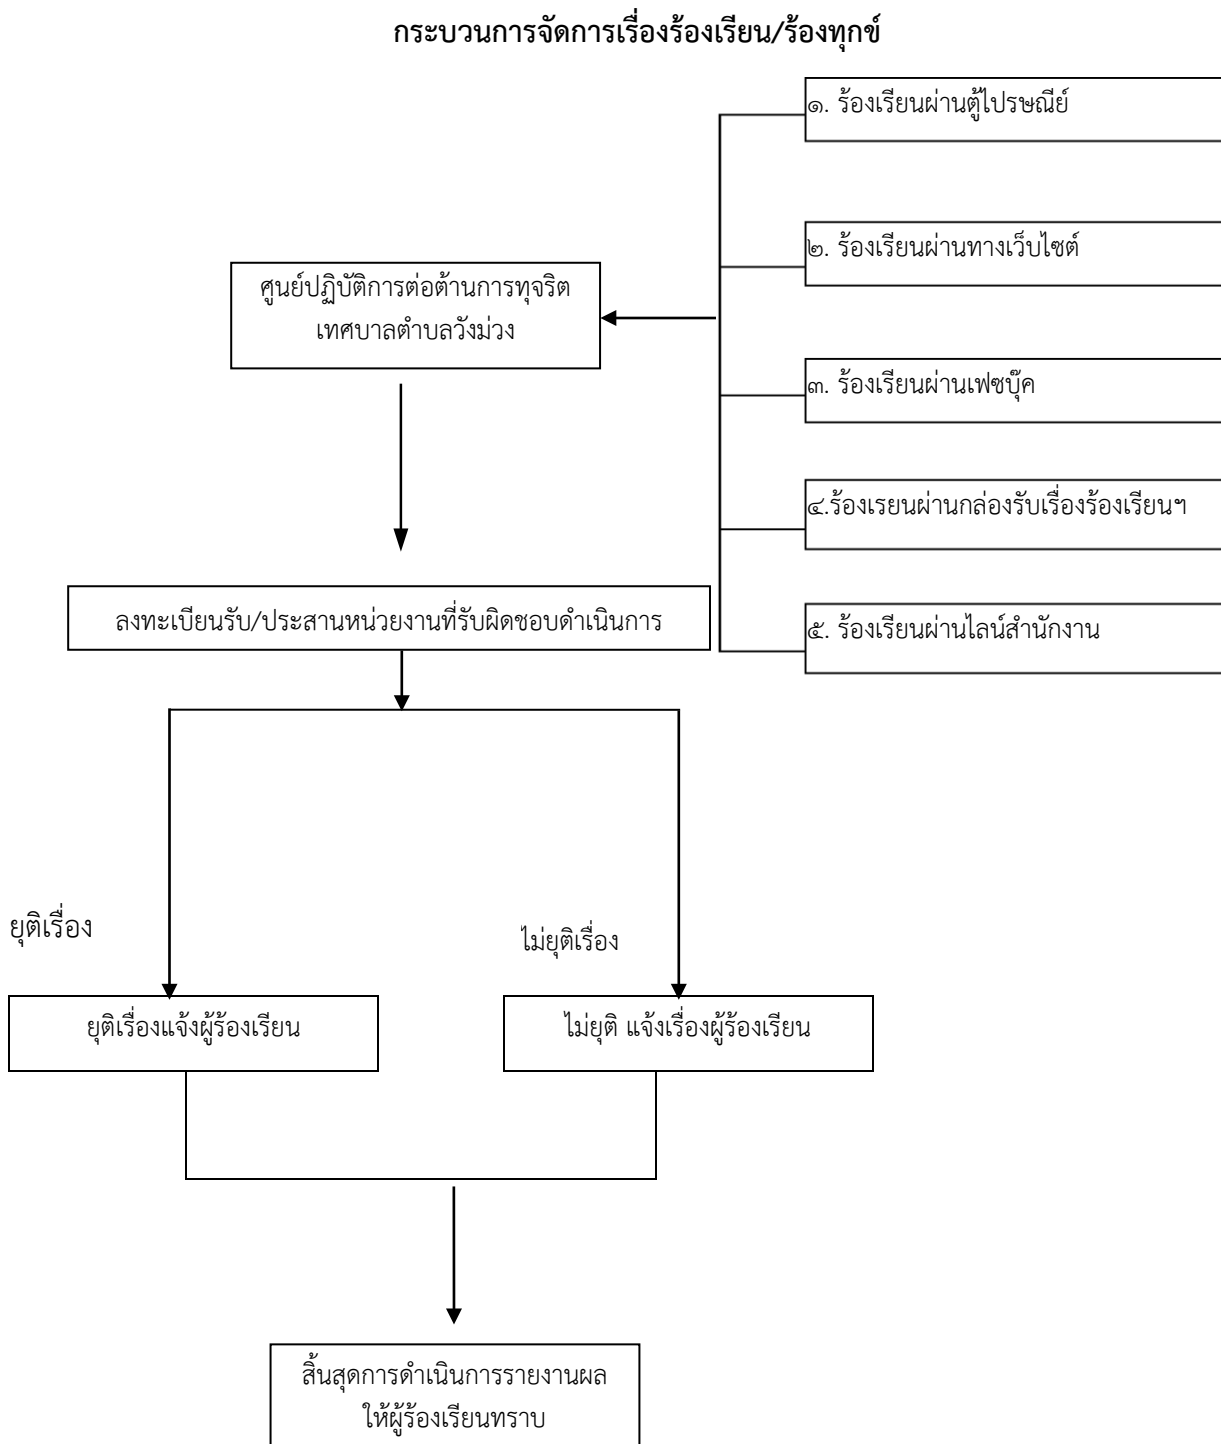 กระบวนการจัดการเรื่องร้องเรียน/ร้องทุกข์
๑. ร้องเรียนผ่านตู้ไปรษณีย์
๒. ร้องเรียนผ่านทางเว็บไซต์
ศูนย์ปฏิบัติการต่อต้านการทุจริต
เทศบาลตำบลวังม่วง
๓. ร้องเรียนผ่านเฟซบุ๊ค
๔.ร้องเรยนผ่านกล่องรับเรื่องร้องเรียนฯ
ลงทะเบียนรับ/ประสานหน่วยงานที่รับผิดชอบดำเนินการ
๕. ร้องเรียนผ่านไลน์สำนักงาน
ยุติเรื่อง
ไม่ยุติเรื่อง
ยุติเรื่องแจ้งผู้ร้องเรียน
ไม่ยุติ แจ้งเรื่องผู้ร้องเรียน
สิ้นสุดการดำเนินการรายงานผล
ให้ผู้ร้องเรียนทราบ